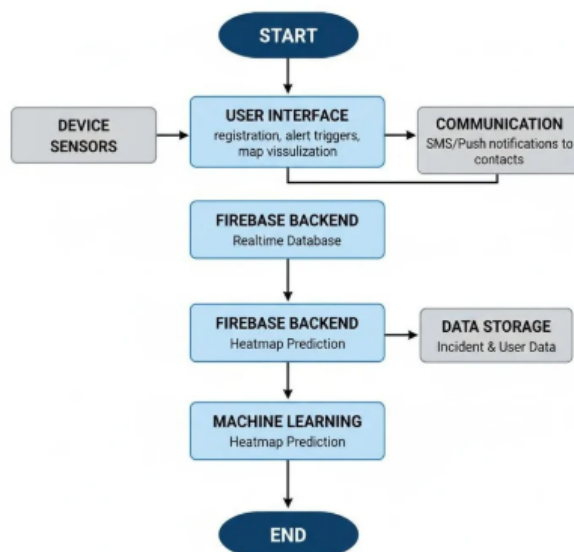 START
DEVICE
SENSORS
USER INTERFACE
registration, alert triggers,
map vissulization
COMMUNICATION
SMS/Push notifications to
contacts
FIREBASE BACKEND
Realtime Database
FIREBASE BACKEND
Heatmap Prediction
DATA STORAGE
Incident & User Data
MACHINE LEARNING
Heatmap Prediction
END